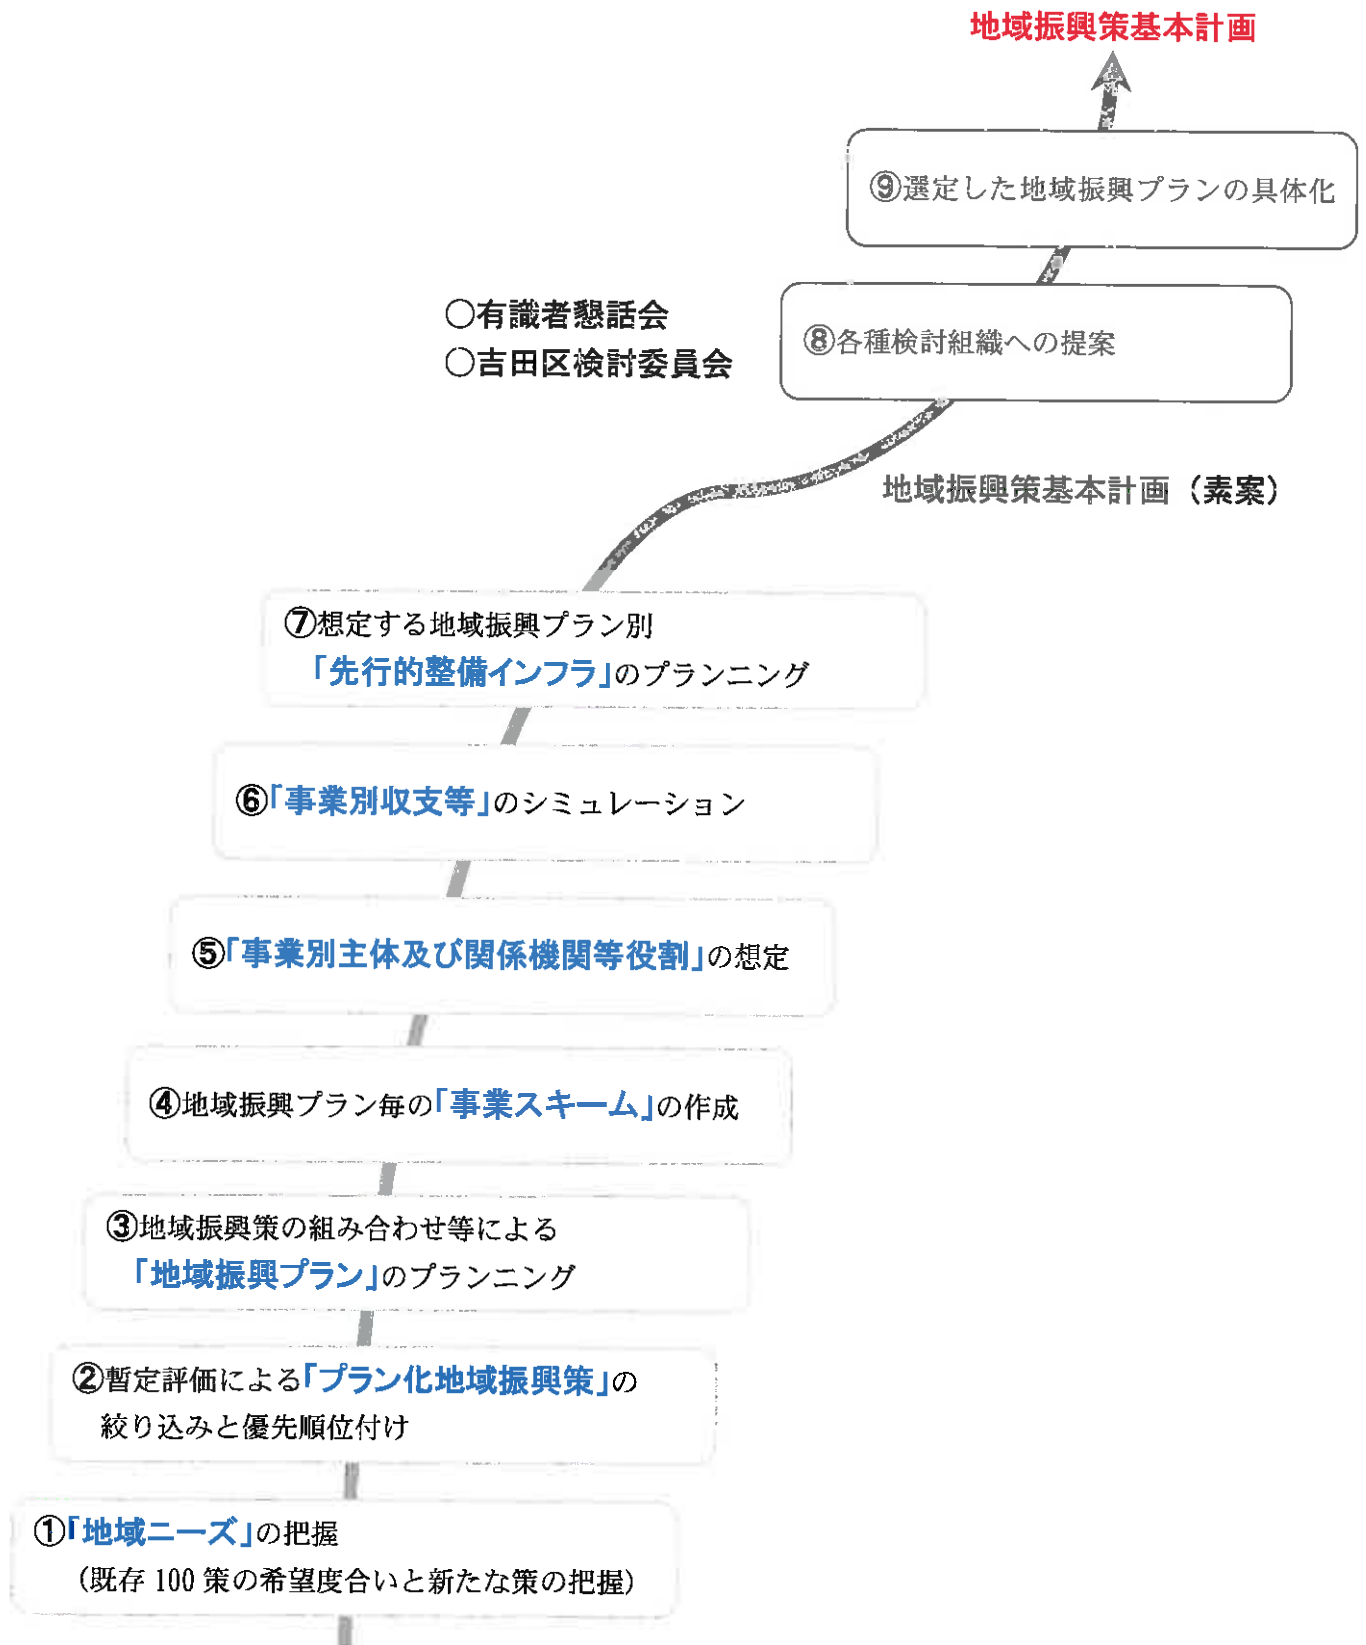 地域振興策基本計画
⑨選定した地域振興プランの具体化
○有識者懇話会
○吉田区検討委員会
⑧各種検討組織への提案
地域振興策基本計画（素案）
⑦想定する地域振興プラン別
「先行的整備インフラ」のプランニング
⑥「事業別収支等」のシミュレーション
⑤「事業別主体及び関係機関等役割」の想定
④地域振興プラン毎の「事業スキーム」の作成
③地域振興策の組み合わせ等による
「地域振興プラン」のプランニング
②暫定評価による「プラン化地域振興策」の
絞り込みと優先順位付け
①「地域ニーズ」の把握
（既存 100 策の希望度合いと新たな策の把握）